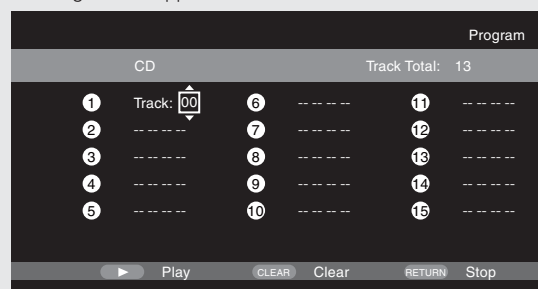 Program
CD Track Total: 13
1 Track: 00 6 -- -- -- -- 11 -- -- -- --
2 -- -- -- -- 7 -- -- -- -- 12 -- -- -- --
3 -- -- -- -- 8 -- -- -- -- 13 -- -- -- --
4 -- -- -- -- 9 -- -- -- -- 14 -- -- -- --
5 -- -- -- -- 10 -- -- -- -- 15 -- -- -- --
Play CLEAR Clear RETURN Stop